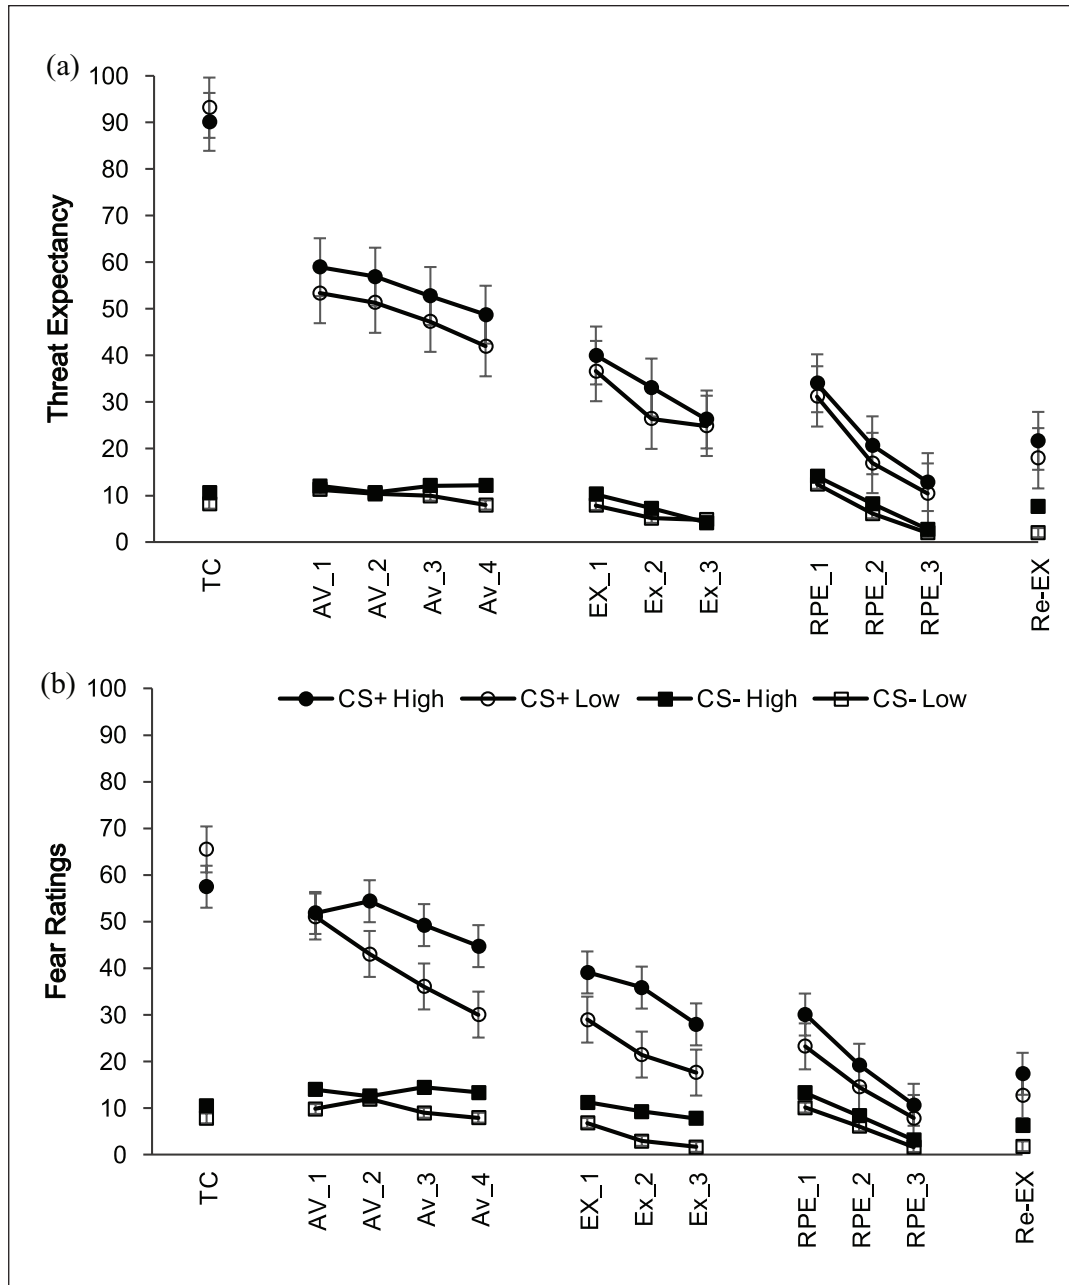 (a)
Threat Expectancy
100
90
80
70
60
50
40
30
20
10
0
TC
AV_1
AV_2
Av_3
Av_4
EX_1
Ex_2
Ex_3
RPE_1
RPE_2
RPE_3
Re-EX
(b)
CS+ High CS+ Low CS- High CS- Low
Fear Ratings
100
90
80
70
60
50
40
30
20
10
0
TC
AV_1
AV_2
Av_3
Av_4
EX_1
Ex_2
Ex_3
RPE_1
RPE_2
RPE_3
Re-EX